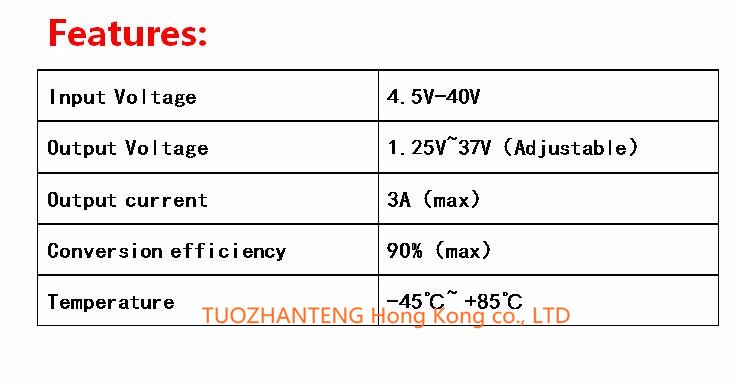 Features:
Input Voltage 4.5V-40V
Output Voltage 1.25V~37V (Adjustable)
Output current 3A (max)
Conversion efficiency 90% (max)
Temperature -45℃~ +85℃
TUOZHANTENG Hong Kong co., LTD